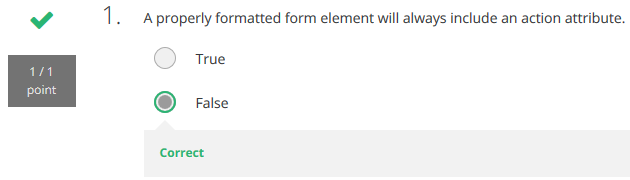 1. A properly formatted form element will always include an action attribute.
1 / 1
point
True
False
Correct